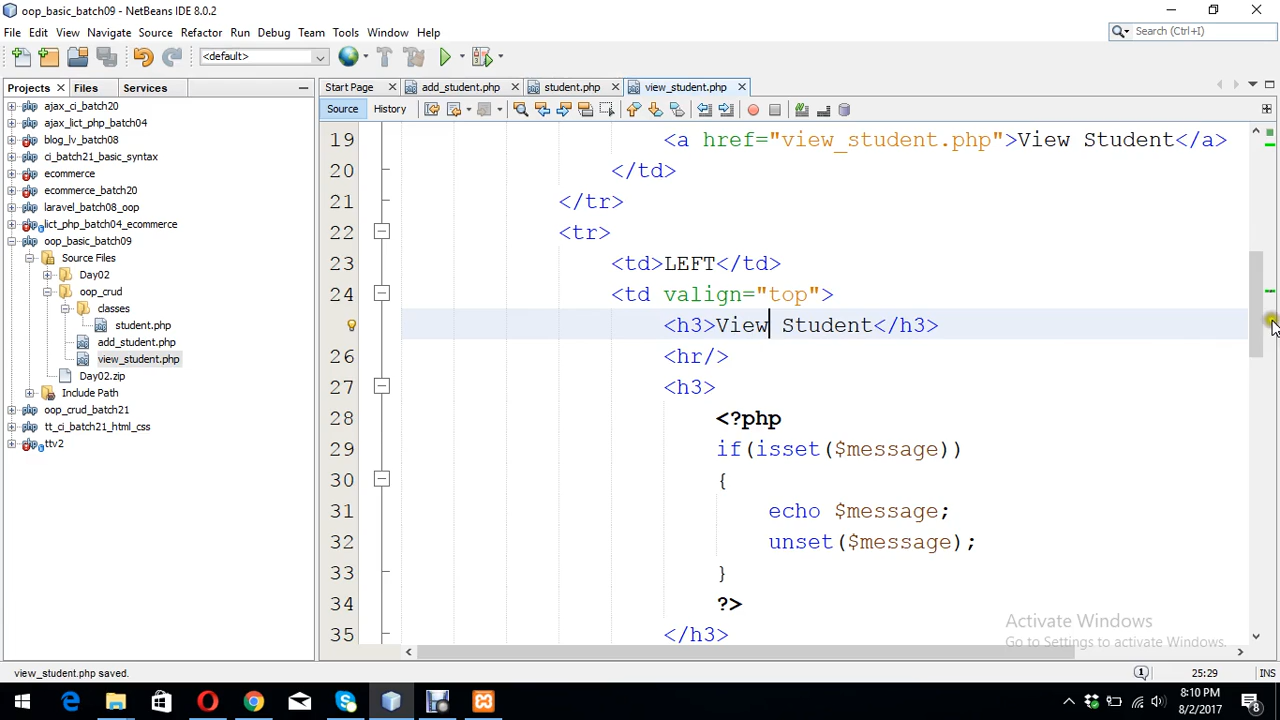 oop_basic_batch09 - NetBeans IDE 8.0.2
File Edit View Navigate Source Refactor Run Debug Team Tools Window Help
Search (Ctrl+I)
<default>
Projects Files Services
Start Page add_student.php student.php view_student.php
Source History
ajax_ci_batch20
ajax_lict_php_batch04
blog_lv_batch08
ci_batch21_basic_syntax
ecommerce
ecommerce_batch20
laravel_batch08_oop
lict_php_batch04_ecommerce
oop_basic_batch09
Source Files
Day02
oop_crud
classes
student.php
add_student.php
view_student.php
Day02.zip
Include Path
oop_crud_batch21
tt_ci_batch21_html_css
ttv2
19 <a href="view_student.php">View Student</a>
20 </td>
21 </tr>
22 <tr>
23 <td>LEFT</td>
24 <td valign="top">
<h3>View Student</h3>
26 <hr/>
27 <h3>
28 <?php
29 if(isset($message))
30 {
31 echo $message;
32 unset($message);
33 }
34 ?>
35 </h3>
Activate Windows
Go to Settings to activate Windows.
view_student.php saved.
1
25:29 INS
8:10 PM
8/2/2017
8